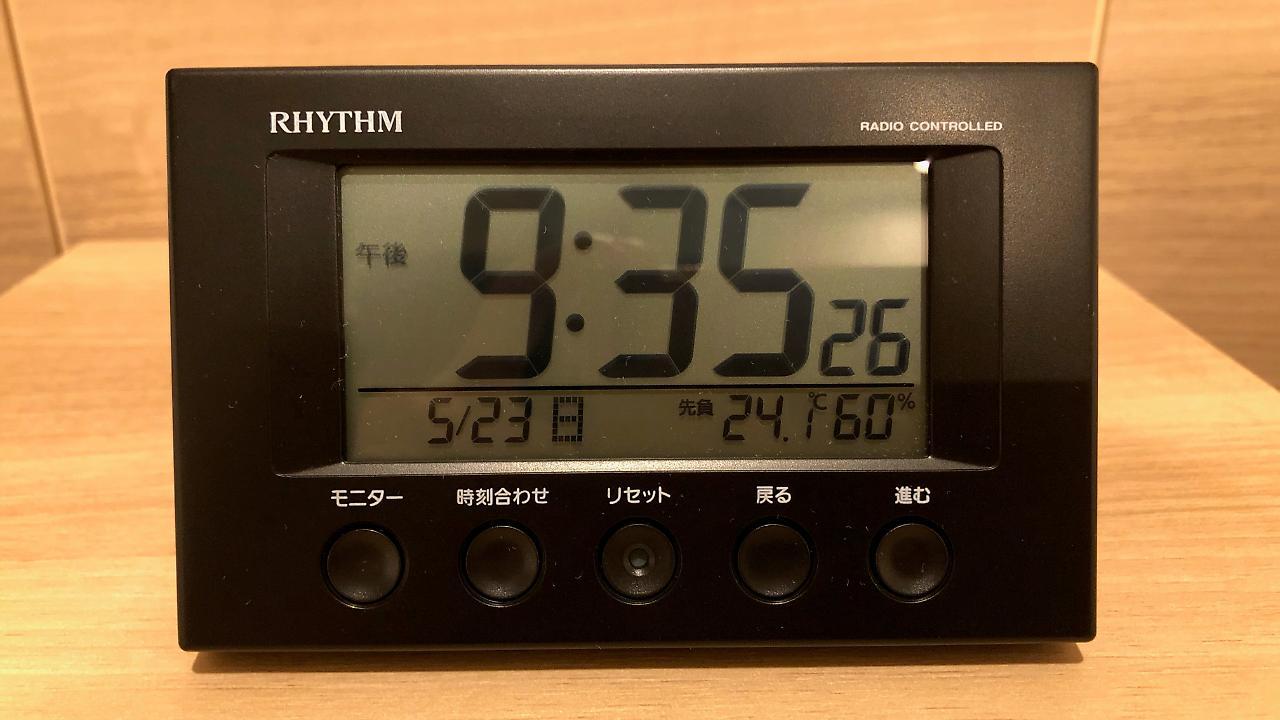 RHYTHM
RADIO CONTROLLED
午後 9:35 26
5/23 日 先負 24.1℃ 60%
モニター 時刻合わせ リセット 戻る 進む